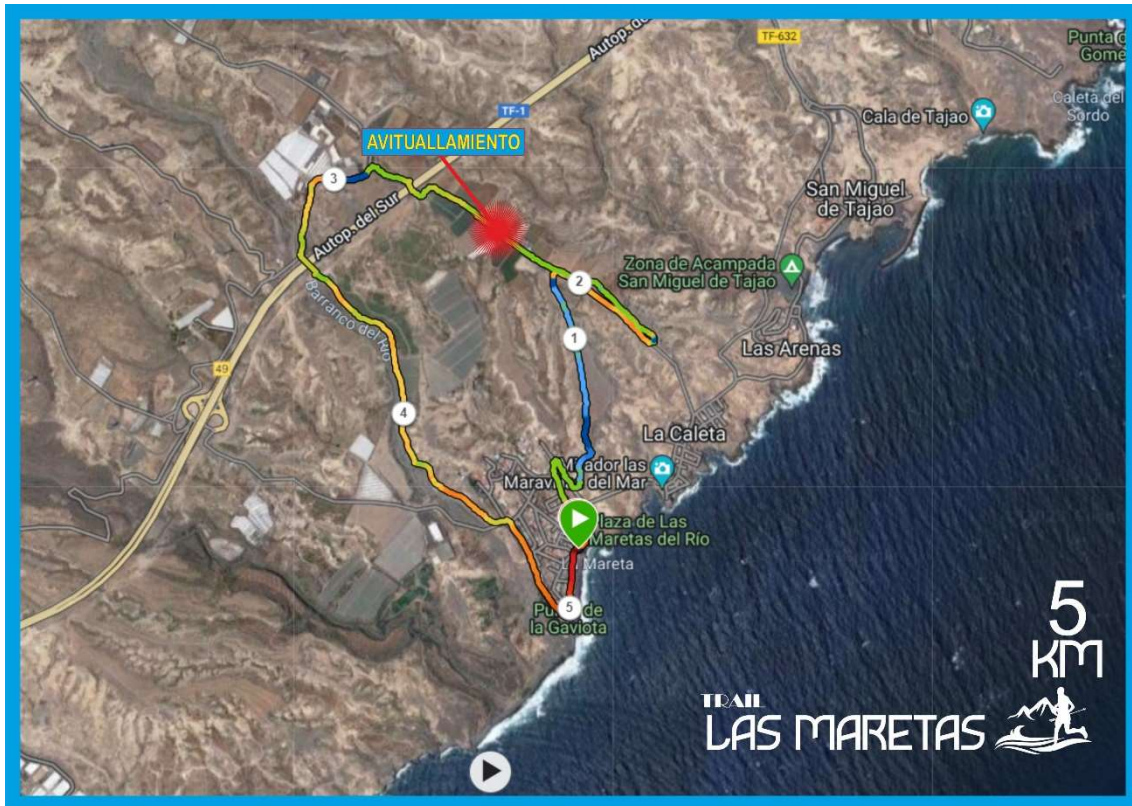 TF-632
Punta d
Gome
Autop. de
Caleta del
Sordo
TF-1
Cala de Tajao
AVITUALLAMIENTO
3
San Miguel
de Tajao
Autop. del Sur
Zona de Acampada
San Miguel de Tajao
2
Barranco del Río
1
Las Arenas
49
4
La Caleta
Mirador las
Maravillas del Mar
Plaza de Las
Maretas del Río
La Mareta
5
Punta de
la Gaviota
5
KM
TRAIL
LAS MARETAS